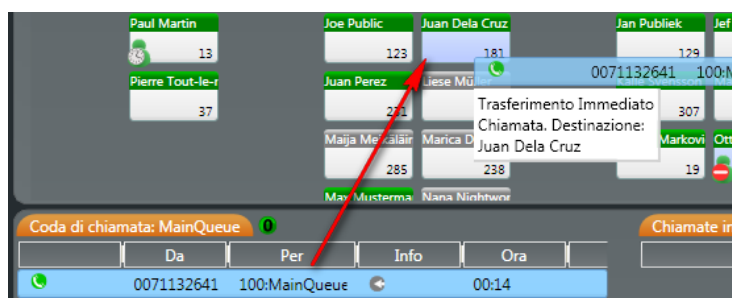 Paul Martin Joe Public Juan Dela Cruz Jan Publiek Jef
13 123 181 129
0071132641 100:M
Pierre Tout-le-r Juan Perez Liese Müller
37 231 307
Trasferimento Immediato
Chiamata. Destinazione:
Juan Dela Cruz
Maija Marica D Markovi Ott
285 238 19
Max Musterma Nana Nightwor
Coda di chiamata: MainQueue 0 Chiamate in
Da Per Info Ora
0071132641 100:MainQueue 00:14